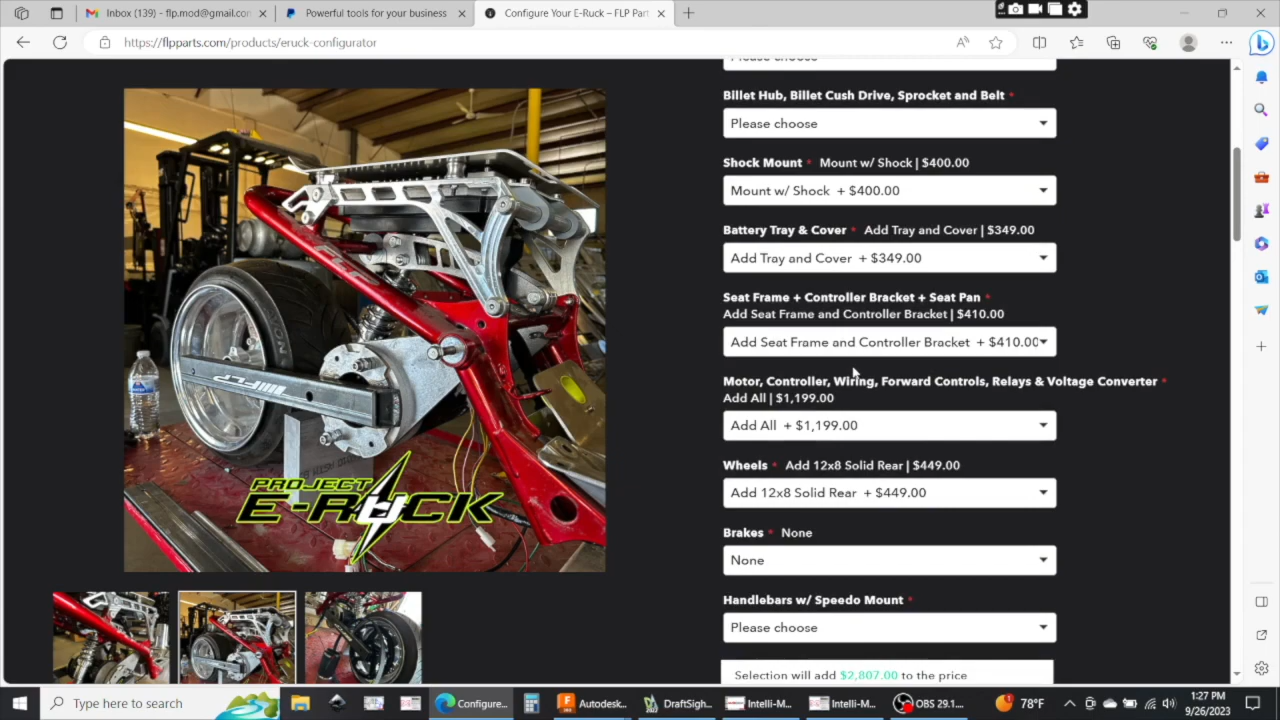 Inbox (139) - flp.mod@gmail.con
Powerful tools for your business
Configure Your E-Ruck – FLP Part
https://flpparts.com/products/eruck-configurator
Please choose
Billet Hub, Billet Cush Drive, Sprocket and Belt *
Please choose
Shock Mount * Mount w/ Shock | $400.00
Mount w/ Shock + $400.00
Battery Tray & Cover * Add Tray and Cover | $349.00
Add Tray and Cover + $349.00
Seat Frame + Controller Bracket + Seat Pan *
Add Seat Frame and Controller Bracket | $410.00
Add Seat Frame and Controller Bracket + $410.00
Motor, Controller, Wiring, Forward Controls, Relays & Voltage Converter *
Add All | $1,199.00
Add All + $1,199.00
Wheels * Add 12x8 Solid Rear | $449.00
Add 12x8 Solid Rear + $449.00
Brakes * None
None
Handlebars w/ Speedo Mount *
Please choose
Selection will add $2,807.00 to the price
FLP
PROJECT
E-RUCK
Type here to search
Configure...
Autodesk...
DraftSigh...
Intelli-M...
Intelli-M...
OBS 29.1....
78°F
1:27 PM
9/26/2023